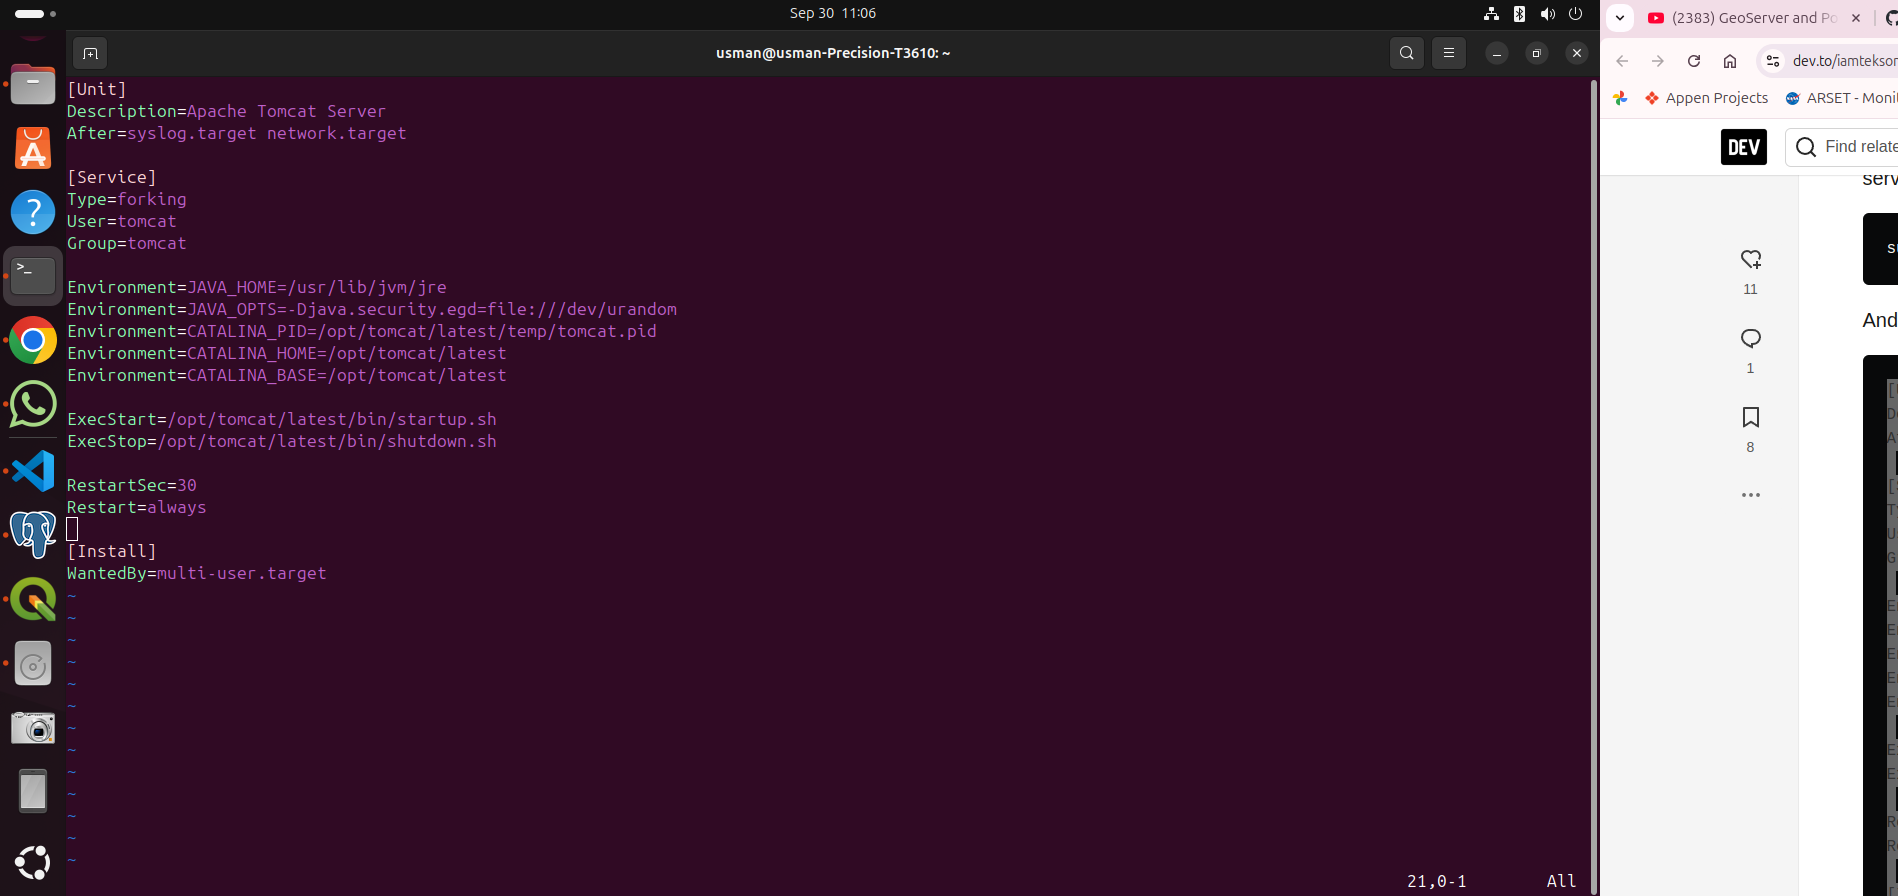 Sep 30 11:06
usman@usman-Precision-T3610: ~
[Unit]
Description=Apache Tomcat Server
After=syslog.target network.target
[Service]
Type=forking
User=tomcat
Group=tomcat
Environment=JAVA_HOME=/usr/lib/jvm/jre
Environment=JAVA_OPTS=-Djava.security.egd=file:///dev/urandom
Environment=CATALINA_PID=/opt/tomcat/latest/temp/tomcat.pid
Environment=CATALINA_HOME=/opt/tomcat/latest
Environment=CATALINA_BASE=/opt/tomcat/latest
ExecStart=/opt/tomcat/latest/bin/startup.sh
ExecStop=/opt/tomcat/latest/bin/shutdown.sh
RestartSec=30
Restart=always
[Install]
WantedBy=multi-user.target
~
~
~
~
~
~
~
~
~
~
~
~
~
21,0-1 All
(2383) GeoServer and Po
dev.to/iamtekson
Appen Projects ARSET - Moni
DEV Find relate
serv
11
And
1
8